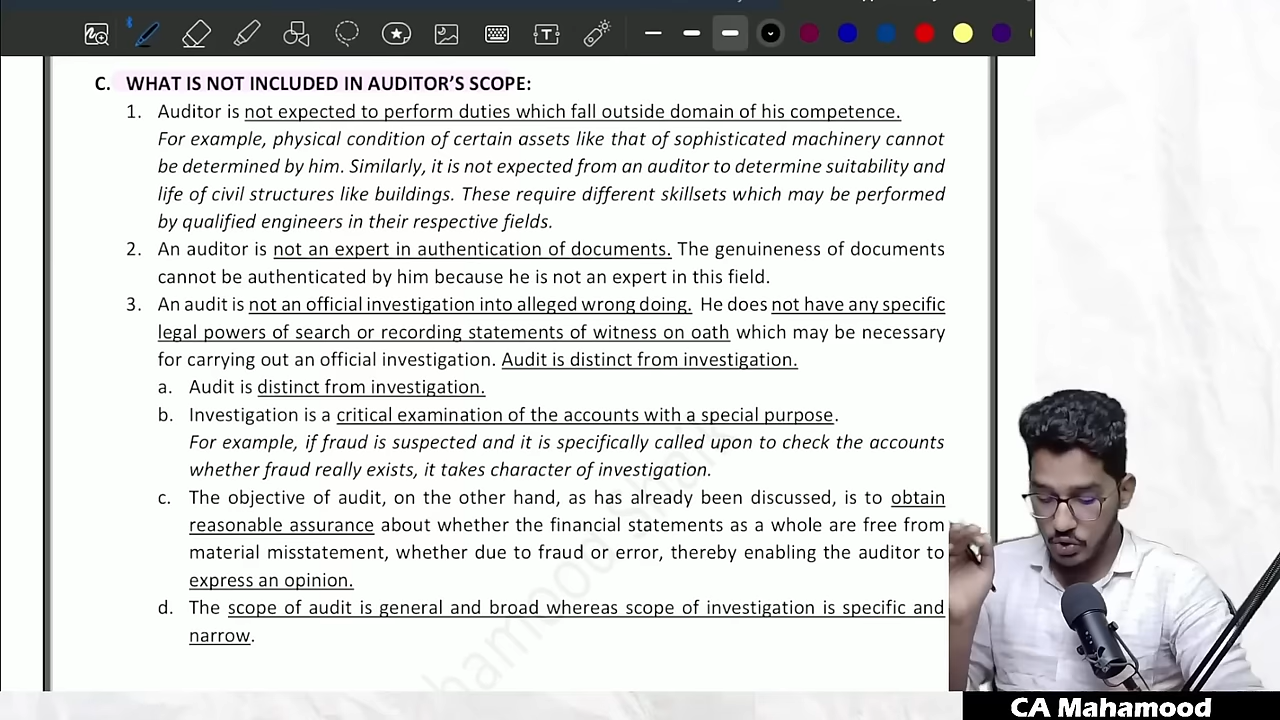 C. WHAT IS NOT INCLUDED IN AUDITOR'S SCOPE:
1. Auditor is not expected to perform duties which fall outside domain of his competence.
For example, physical condition of certain assets like that of sophisticated machinery cannot
be determined by him. Similarly, it is not expected from an auditor to determine suitability and
life of civil structures like buildings. These require different skillsets which may be performed
by qualified engineers in their respective fields.
2. An auditor is not an expert in authentication of documents. The genuineness of documents
cannot be authenticated by him because he is not an expert in this field.
3. An audit is not an official investigation into alleged wrong doing. He does not have any specific
legal powers of search or recording statements of witness on oath which may be necessary
for carrying out an official investigation. Audit is distinct from investigation.
a. Audit is distinct from investigation.
b. Investigation is a critical examination of the accounts with a special purpose.
For example, if fraud is suspected and it is specifically called upon to check the accounts
whether fraud really exists, it takes character of investigation.
c. The objective of audit, on the other hand, as has already been discussed, is to obtain
reasonable assurance about whether the financial statements as a whole are free from
material misstatement, whether due to fraud or error, thereby enabling the auditor to
express an opinion.
d. The scope of audit is general and broad whereas scope of investigation is specific and
narrow.
CA Mahamood